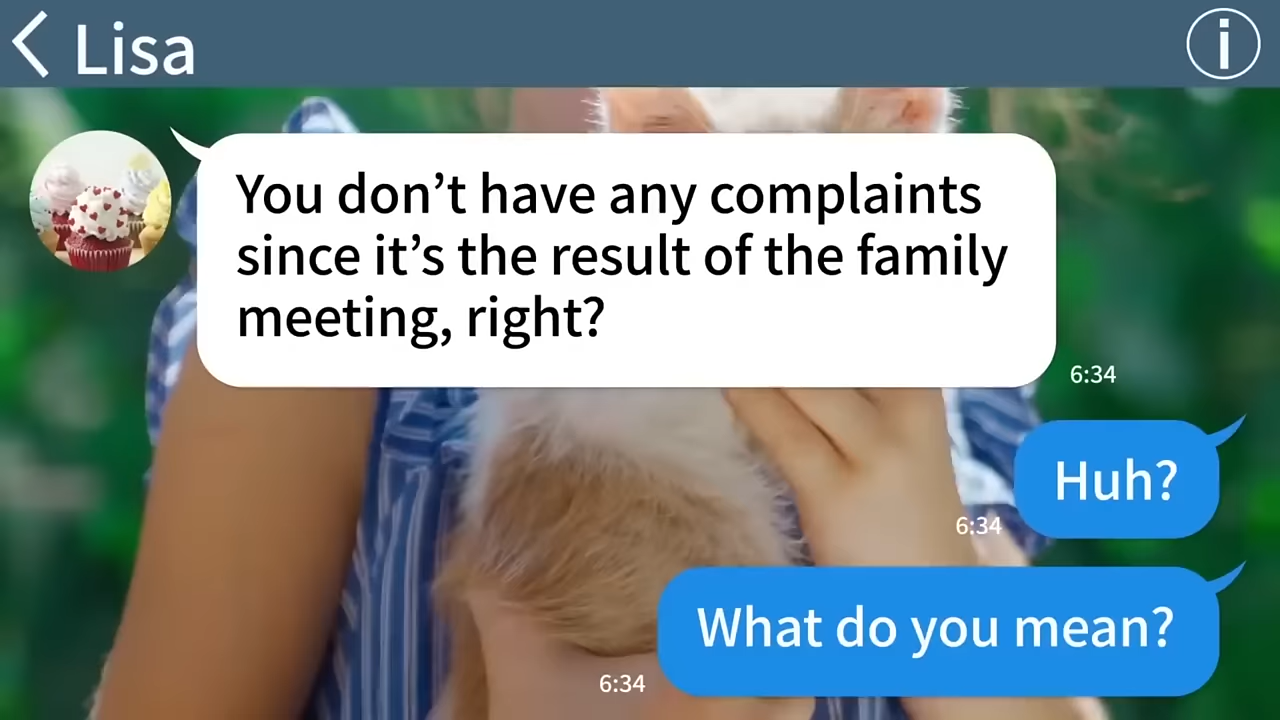 Lisa
You don’t have any complaints
since it’s the result of the family
meeting, right?
6:34
Huh?
6:34
What do you mean?
6:34